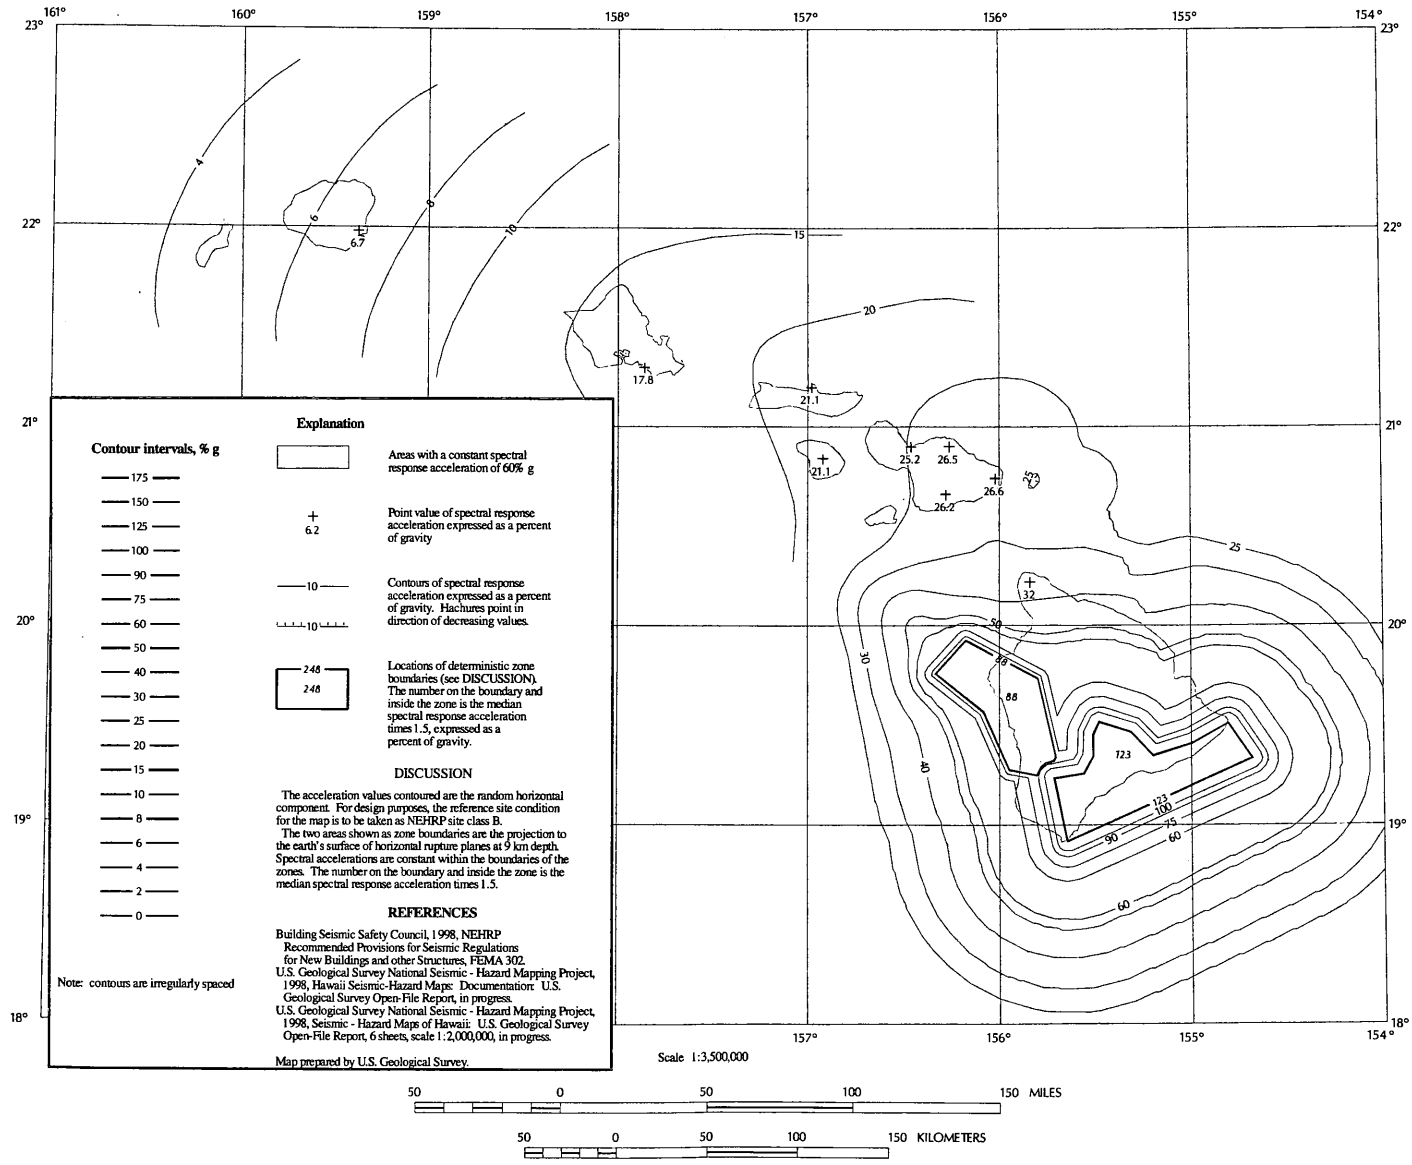 161° 160° 159° 158° 157° 156° 155° 154°
23° 23°
4
6
8
10
22° 22°
6.7
15
20
17.8
21.1
21° 21°
25.2 26.5
21.1
26.6
25
26.2
25
32
20° 20°
50
30
88
88
40
123
123
100
75
90
60
19° 19°
60
18° 18°
157° 156° 155° 154°
Explanation
Contour intervals, % g
175
150
125
100
90
75
60
50
40
30
25
20
15
10
8
6
4
2
0
Note: contours are irregularly spaced
Areas with a constant spectral
response acceleration of 60% g
6.2
Point value of spectral response
acceleration expressed as a percent
of gravity
10
10
Contours of spectral response
acceleration expressed as a percent
of gravity. Hachures point in
direction of decreasing values.
248
248
Locations of deterministic zone
boundaries (see DISCUSSION).
The number on the boundary and
inside the zone is the median
spectral response acceleration
times 1.5, expressed as a
percent of gravity.
DISCUSSION
The acceleration values contoured are the random horizontal
component. For design purposes, the reference site condition
for the map is to be taken as NEHRP site class B.
The two areas shown as zone boundaries are the projection to
the earth's surface of horizontal rupture planes at 9 km depth.
Spectral accelerations are constant within the boundaries of the
zones. The number on the boundary and inside the zone is the
median spectral response acceleration times 1.5.
REFERENCES
Building Seismic Safety Council, 1998, NEHRP
Recommended Provisions for Seismic Regulations
for New Buildings and other Structures, FEMA 302.
U.S. Geological Survey National Seismic - Hazard Mapping Project,
1998, Hawaii Seismic-Hazard Maps: Documentation: U.S.
Geological Survey Open-File Report, in progress.
U.S. Geological Survey National Seismic - Hazard Mapping Project,
1998, Seismic - Hazard Maps of Hawaii: U.S. Geological Survey
Open-File Report, 6 sheets, scale 1:2,000,000, in progress.
Map prepared by U.S. Geological Survey.
Scale 1:3,500,000
50 0 50 100 150 MILES
50 0 50 100 150 KILOMETERS